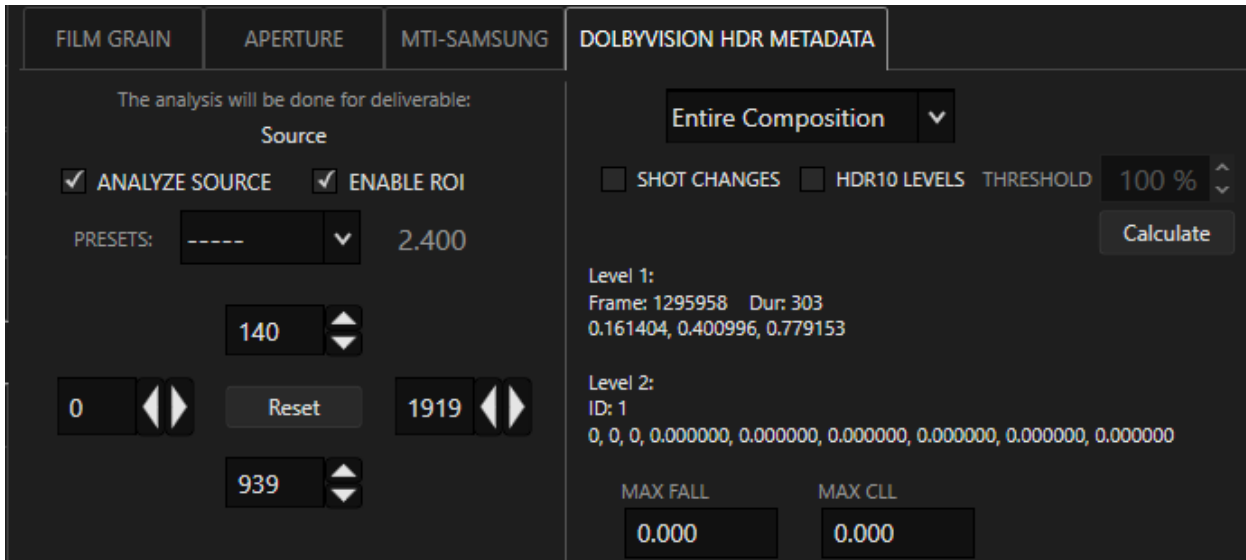 FILM GRAIN
APERTURE
MTI-SAMSUNG
DOLBYVISION HDR METADATA
The analysis will be done for deliverable:
Source
ANALYZE SOURCE
ENABLE ROI
PRESETS:
-----
2.400
140
0
Reset
1919
939
Entire Composition
SHOT CHANGES
HDR10 LEVELS
THRESHOLD
100 %
Calculate
Level 1:
Frame: 1295958 Dur: 303
0.161404, 0.400996, 0.779153
Level 2:
ID: 1
0, 0, 0, 0.000000, 0.000000, 0.000000, 0.000000, 0.000000, 0.000000
MAX FALL
MAX CLL
0.000
0.000